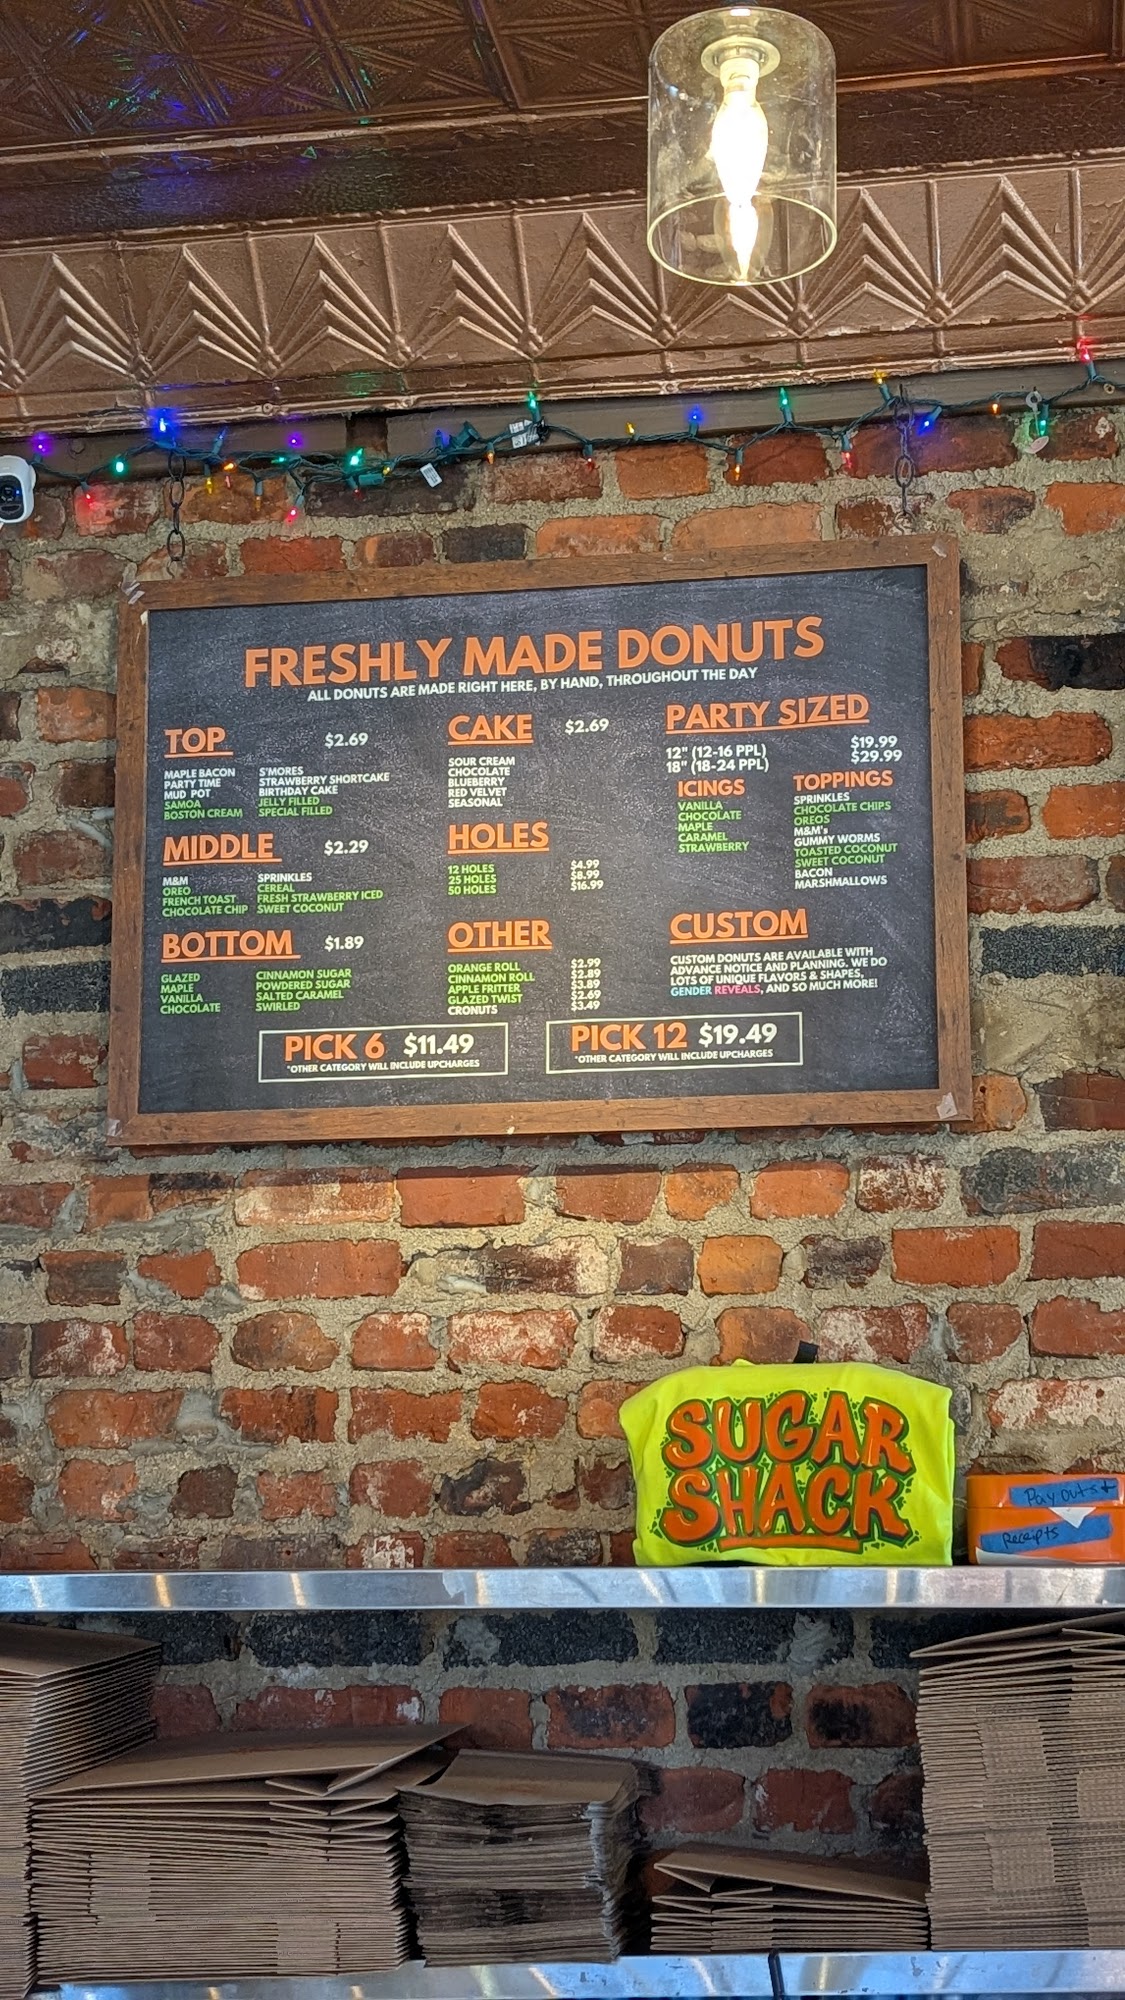 FRESHLY MADE DONUTS
ALL DONUTS ARE MADE RIGHT HERE, BY HAND, THROUGHOUT THE DAY
TOP $2.69
MAPLE BACON S'MORES
PARTY TIME STRAWBERRY SHORTCAKE
MUD POT BIRTHDAY CAKE
SAMOA JELLY FILLED
BOSTON CREAM SPECIAL FILLED
MIDDLE $2.29
M&M SPRINKLES
OREO CEREAL
FRENCH TOAST FRESH STRAWBERRY ICED
CHOCOLATE CHIP SWEET COCONUT
BOTTOM $1.89
GLAZED CINNAMON SUGAR
MAPLE POWDERED SUGAR
VANILLA SALTED CARAMEL
CHOCOLATE SWIRLED
CAKE $2.69
SOUR CREAM
CHOCOLATE
BLUEBERRY
RED VELVET
SEASONAL
HOLES
12 HOLES $4.99
25 HOLES $8.99
50 HOLES $16.99
OTHER
ORANGE ROLL $2.99
CINNAMON ROLL $2.89
APPLE FRITTER $3.89
GLAZED TWIST $2.69
CRONUTS $3.49
PARTY SIZED
12" (12-16 PPL) $19.99
18" (18-24 PPL) $29.99
ICINGS
VANILLA
CHOCOLATE
MAPLE
CARAMEL
STRAWBERRY
TOPPINGS
SPRINKLES
CHOCOLATE CHIPS
OREOS
M&M's
GUMMY WORMS
TOASTED COCONUT
SWEET COCONUT
BACON
MARSHMALLOWS
CUSTOM
CUSTOM DONUTS ARE AVAILABLE WITH
ADVANCE NOTICE AND PLANNING. WE DO
LOTS OF UNIQUE FLAVORS & SHAPES,
GENDER REVEALS, AND SO MUCH MORE!
PICK 6 $11.49
*OTHER CATEGORY WILL INCLUDE UPCHARGES
PICK 12 $19.49
*OTHER CATEGORY WILL INCLUDE UPCHARGES
SUGAR
SHACK
Pay outs +
Receipts